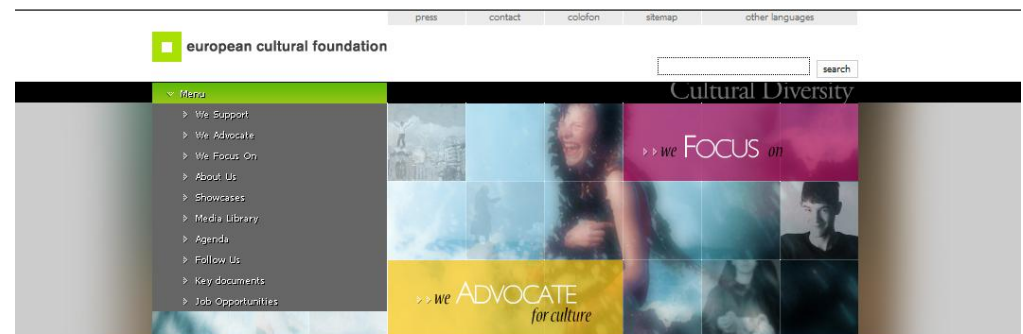 press contact colofon sitemap other languages
european cultural foundation
search
Cultural Diversity
Menu
We Support
We Advocate
We Focus On
About Us
Showcases
Media Library
Agenda
Follow Us
Key documents
Job Opportunities
we FOCUS on
we ADVOCATE
for culture